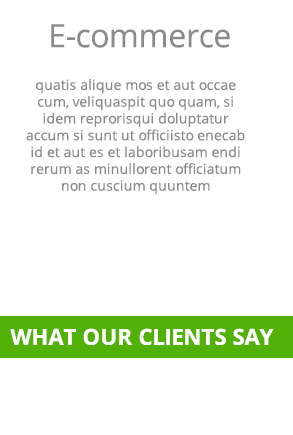 E-commerce
quatis alique mos et aut occae
cum, veliquaspit quo quam, si
idem reprorisqui doluptatur
accum si sunt ut officiisto enecab
id et aut es et laboribusam endi
rerum as minullorent officiatum
non cuscium quuntem
WHAT OUR CLIENTS SAY